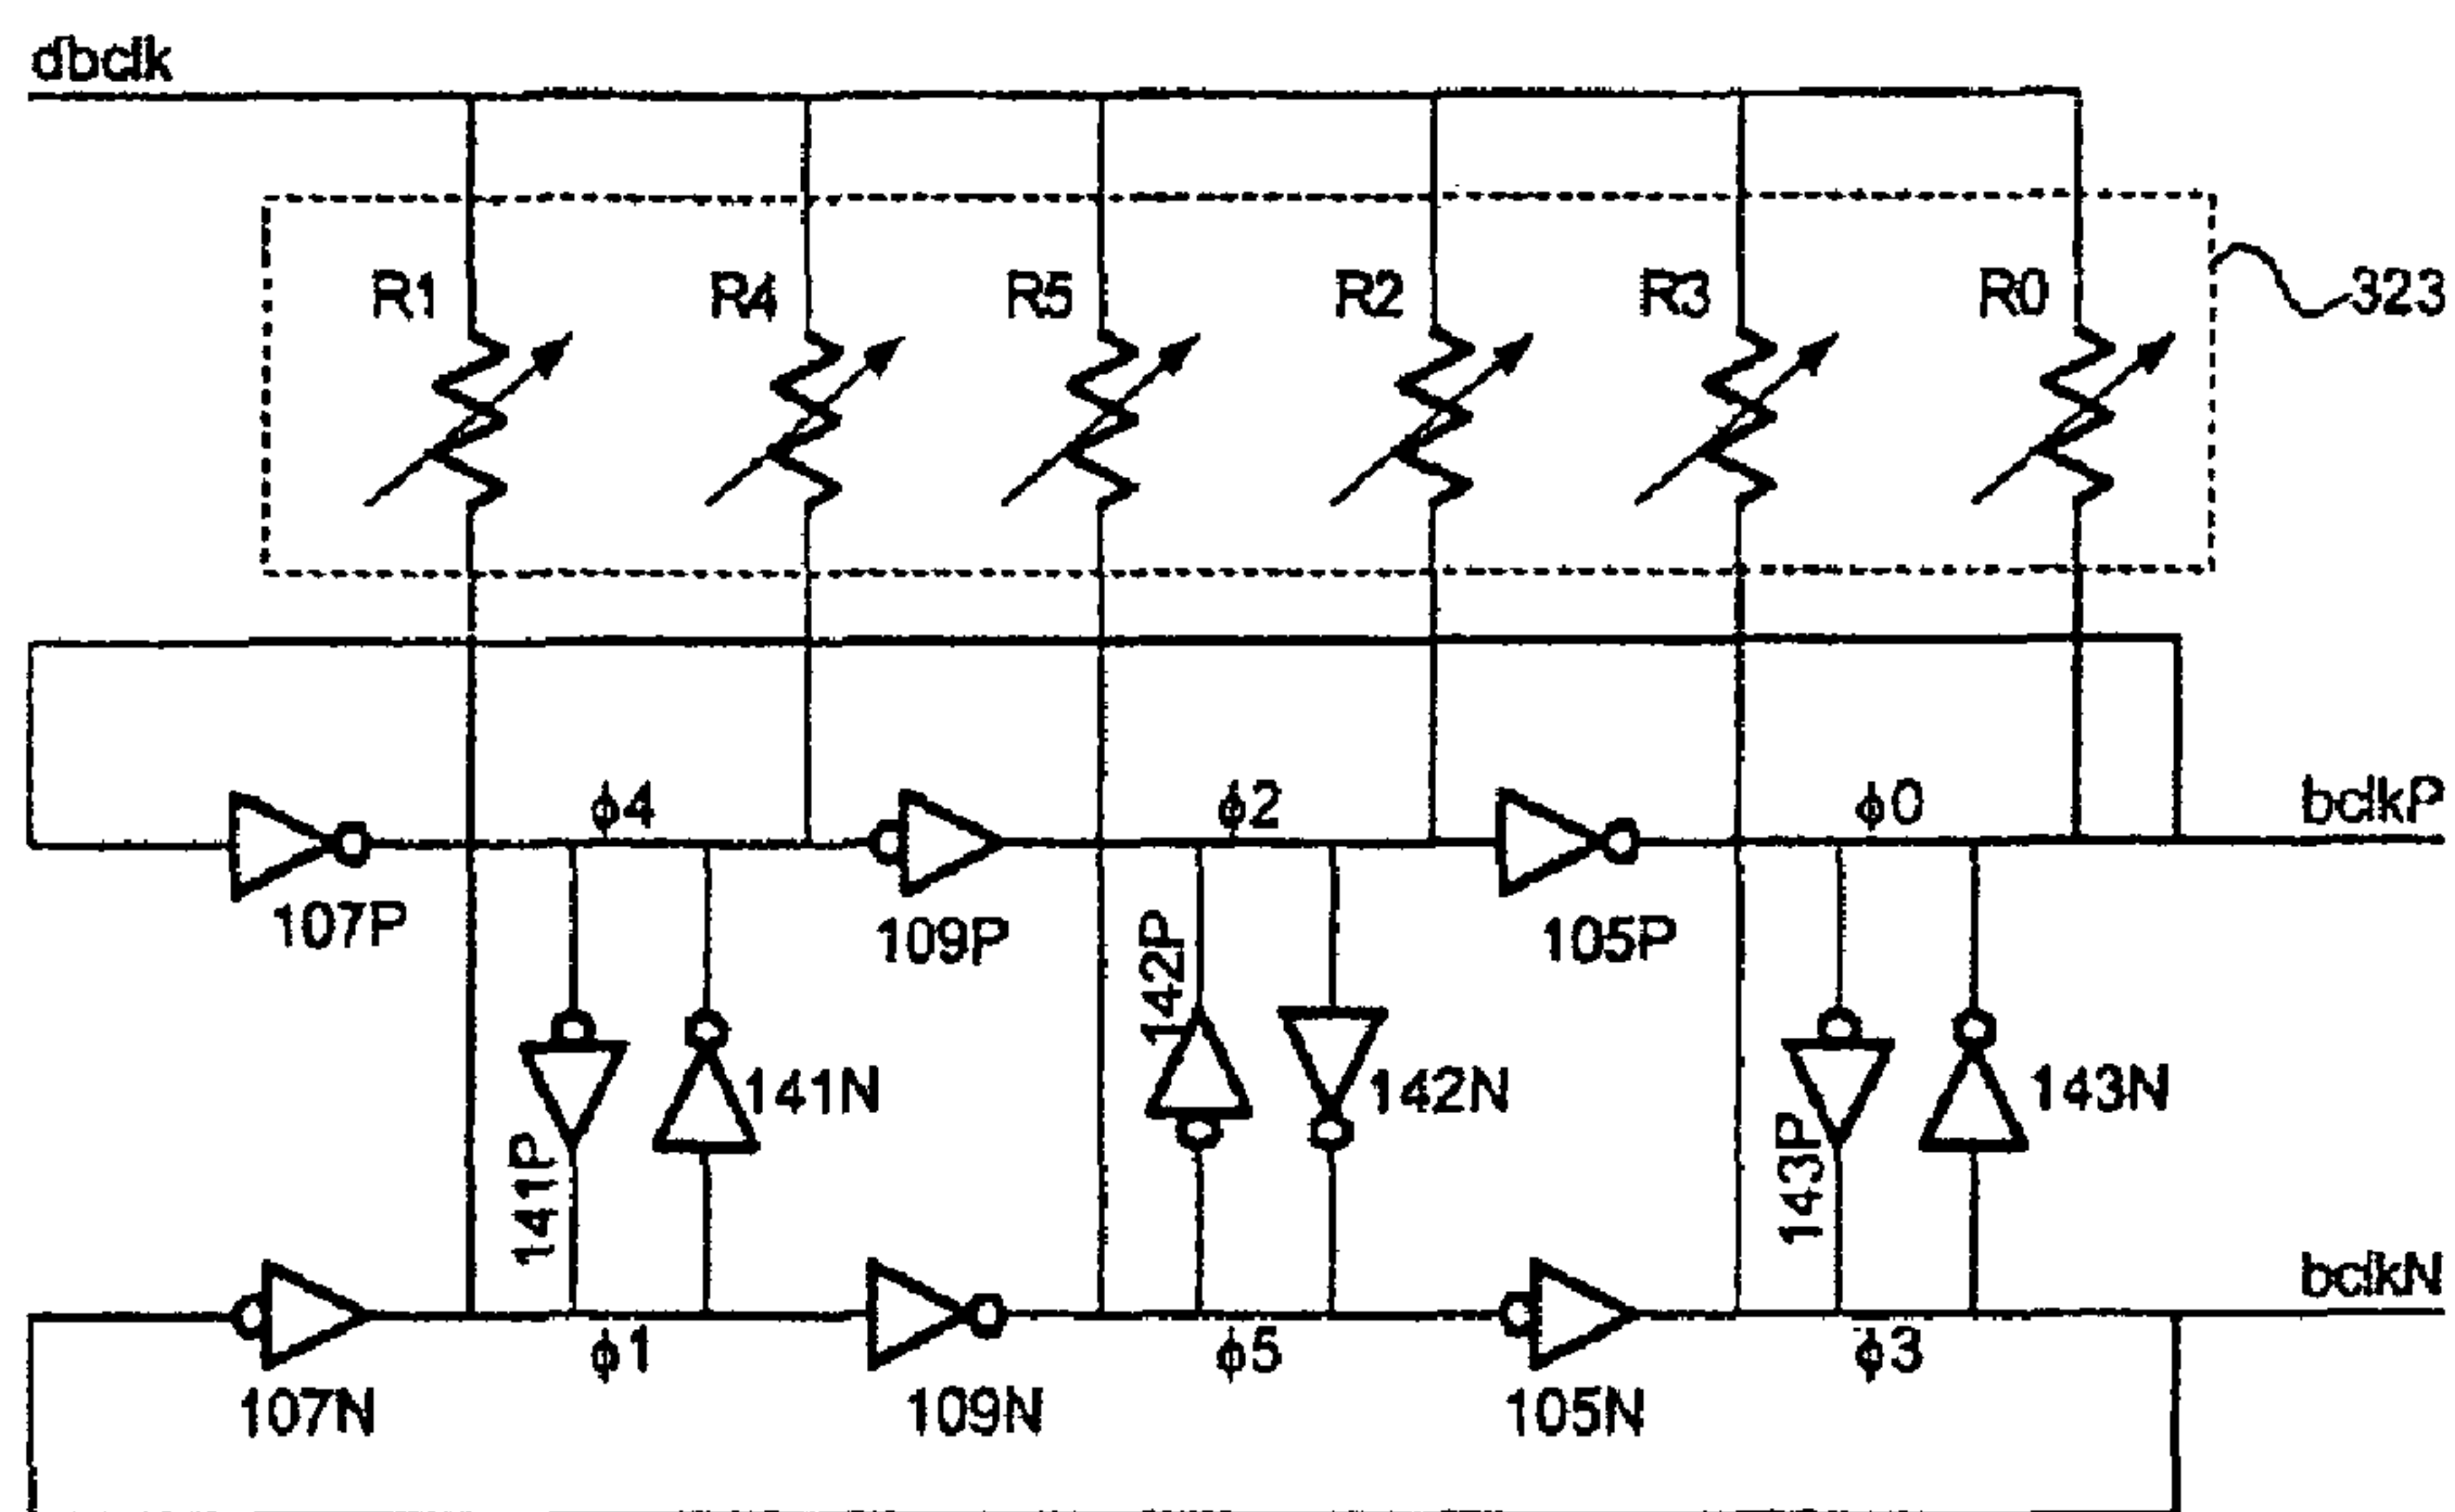 dbclk
R1 R4 R5 R2 R3 R0 323
ϕ4 ϕ2 ϕ0 bclkP
107P 109P 105P
142P
141N 142N 143N
141P 143P
bclkN
ϕ1 ϕ5 ϕ3
107N 109N 105N